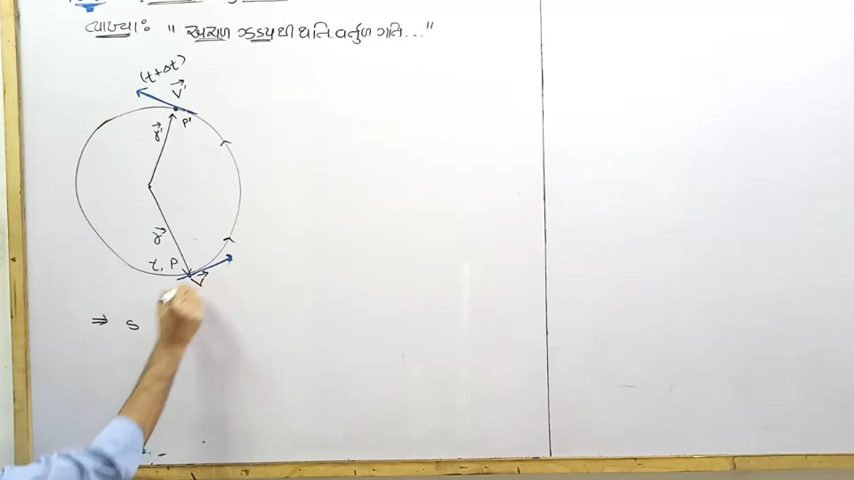 વ્યાખ્યા: " અચળ ઝડપથી થતિ વર્તુળ ગતિ... "
(t+Δt)
v⃗'
P'
r⃗'
r⃗
t, P
v⃗
⇒ S